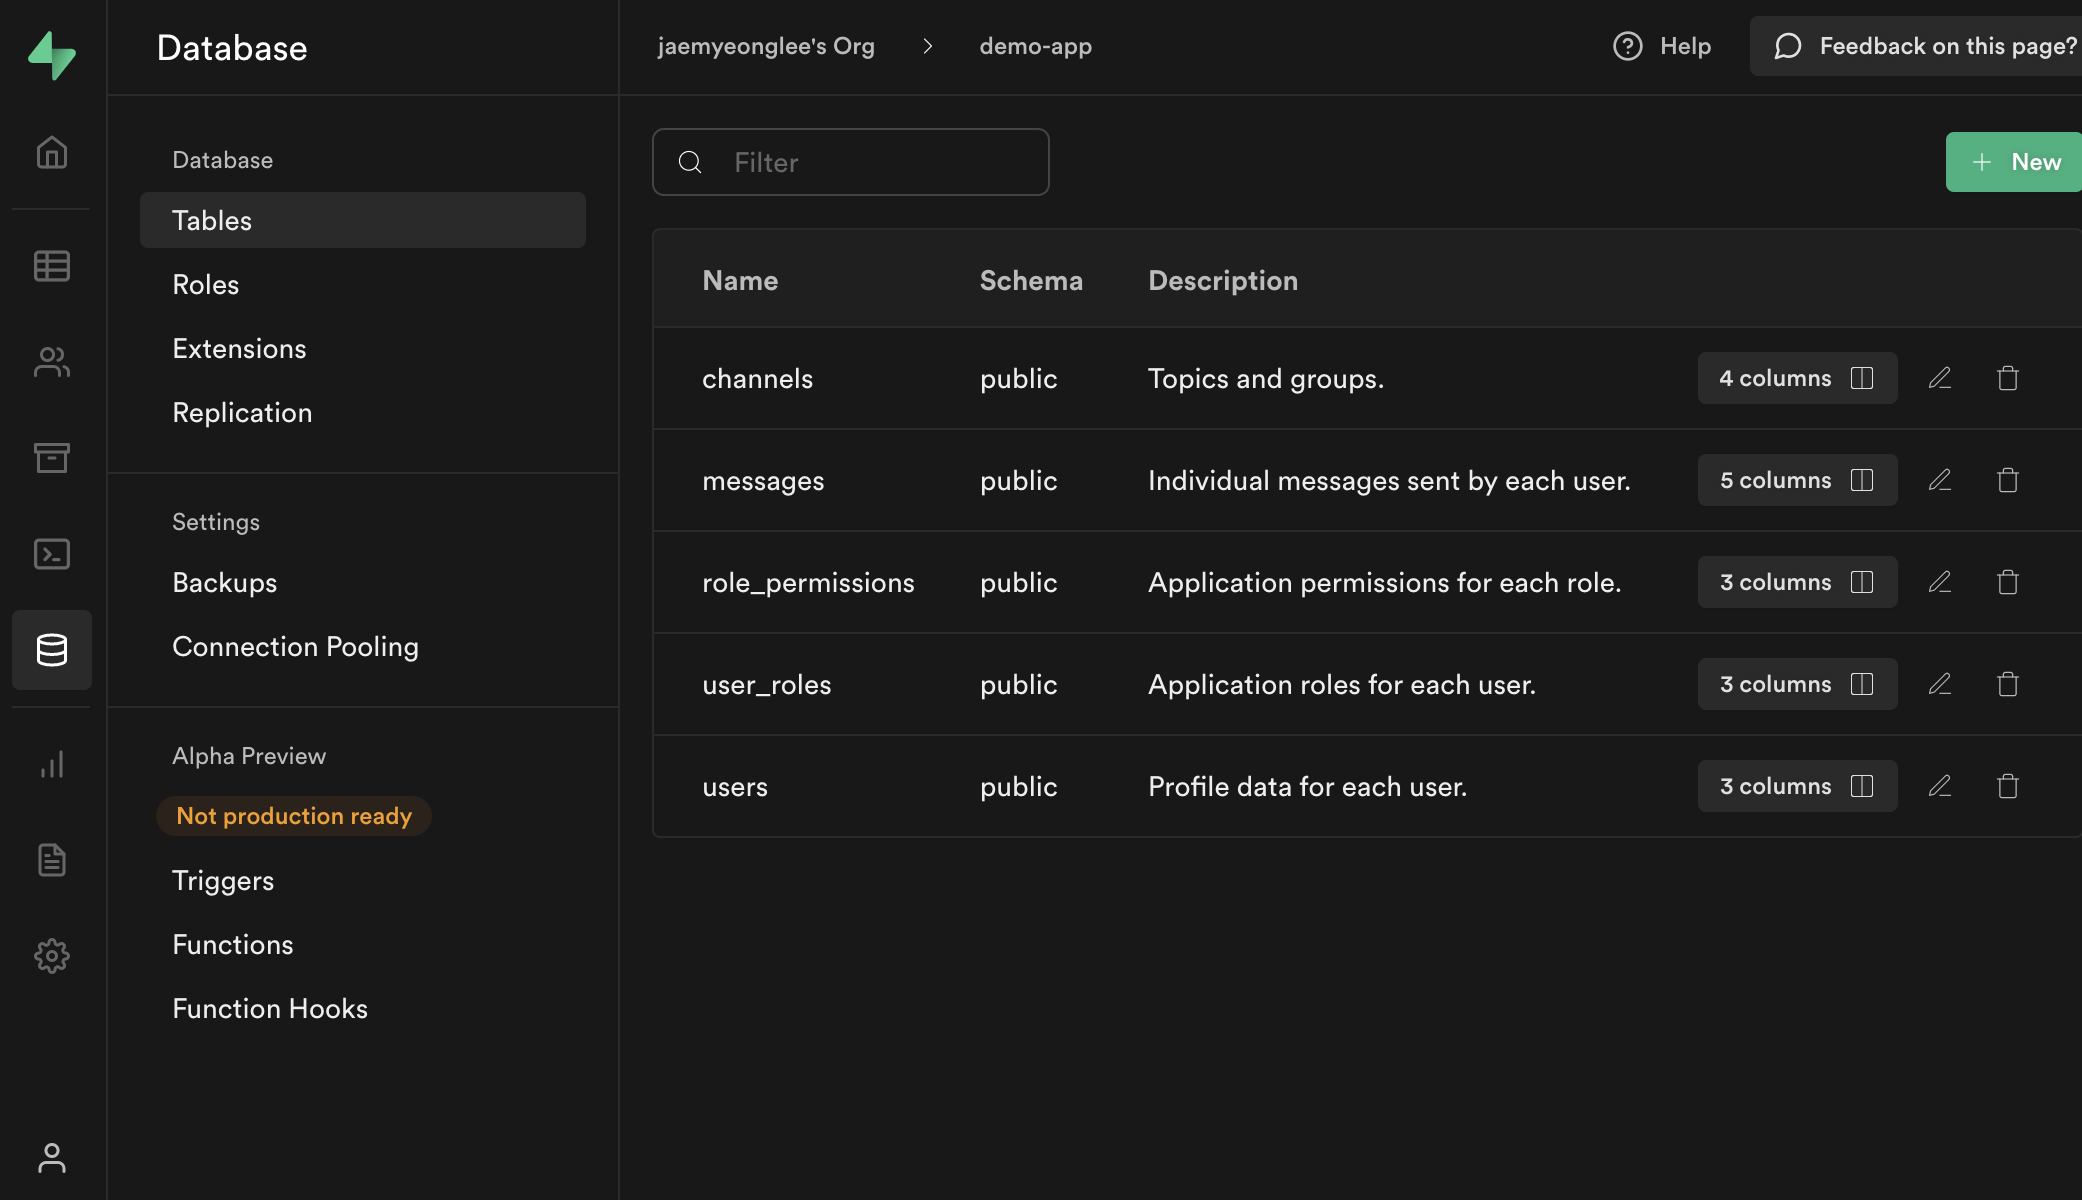 Database
jaemyeonglee's Org > demo-app
Help
Feedback on this page?
Database
Tables
Roles
Extensions
Replication
Settings
Backups
Connection Pooling
Alpha Preview
Not production ready
Triggers
Functions
Function Hooks
Filter
+ New
Name Schema Description
channels public Topics and groups. 4 columns
messages public Individual messages sent by each user. 5 columns
role_permissions public Application permissions for each role. 3 columns
user_roles public Application roles for each user. 3 columns
users public Profile data for each user. 3 columns